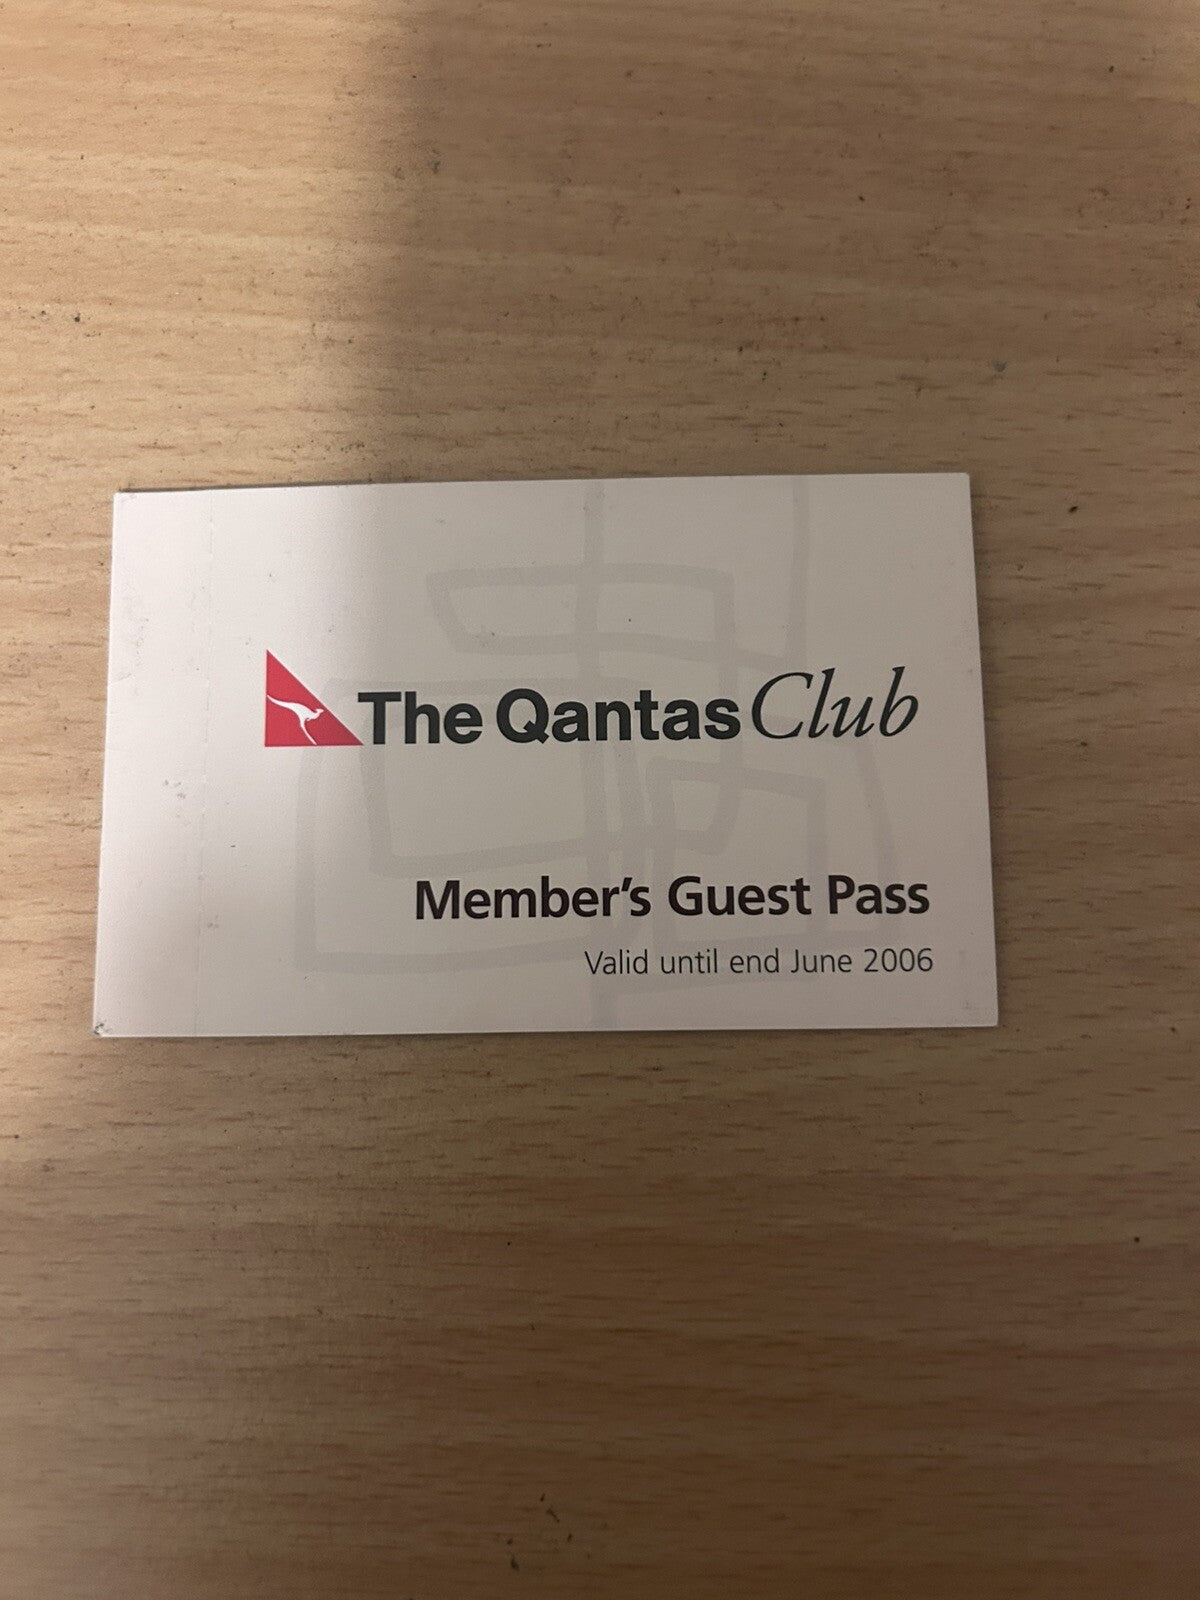 The Qantas Club
Member's Guest Pass
Valid until end June 2006